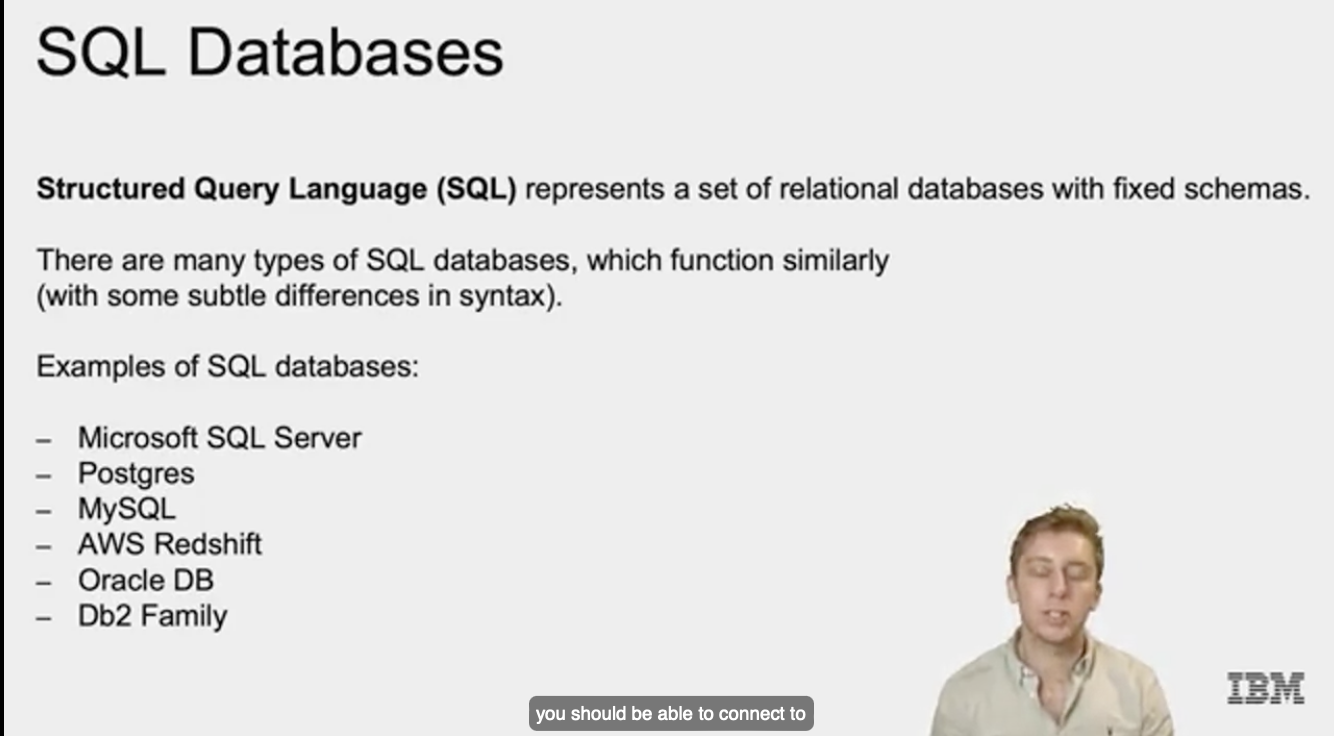 SQL Databases
Structured Query Language (SQL) represents a set of relational databases with fixed schemas.
There are many types of SQL databases, which function similarly
(with some subtle differences in syntax).
Examples of SQL databases:
– Microsoft SQL Server
– Postgres
– MySQL
– AWS Redshift
– Oracle DB
– Db2 Family
IBM
you should be able to connect to